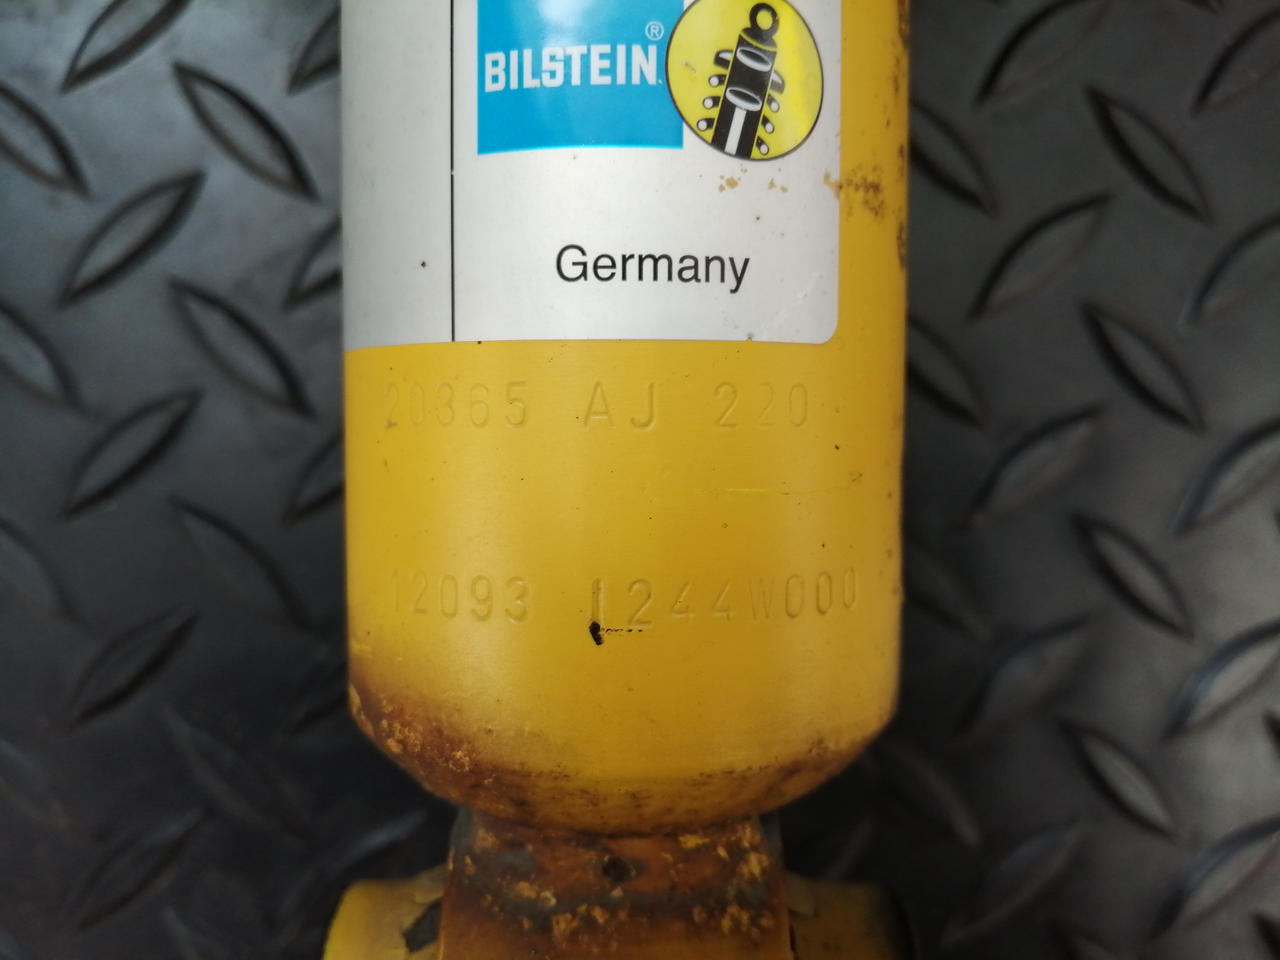 BILSTEIN®
Germany
20365 AJ 220
12093 1244W000